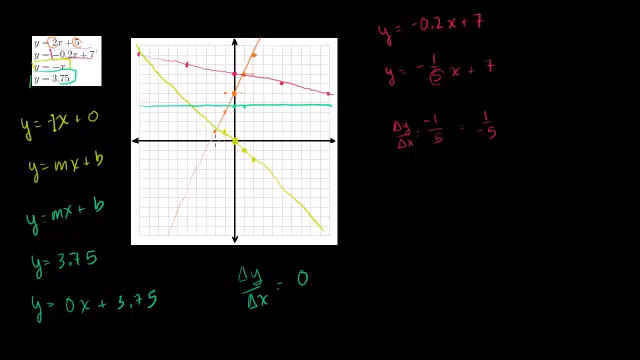 y = 2x + 5
y = -0.2x + 7
y = -x
y = 3.75
y = -1x + 0
y = mx + b
y = mx + b
y = 3.75
y = 0x + 3.75
Δy/Δx = 0
y = -0.2x + 7
y = -1/5 x + 7
Δy/Δx = -1/5 = 1/-5